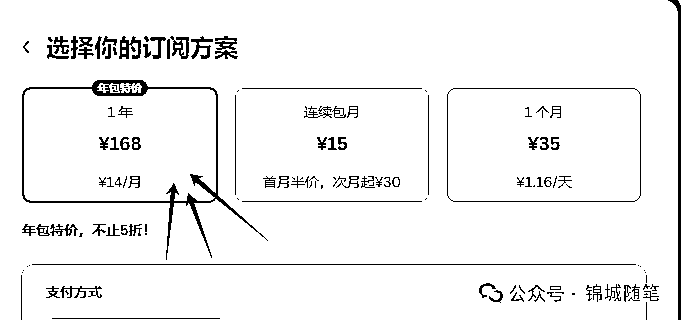 选择你的订阅方案
年包特价
1年
¥168
¥14/月
连续包月
¥15
首月半价，次月起¥30
1个月
¥35
¥1.16/天
年包特价，不止5折！
支付方式
公众号 · 锦城随笔